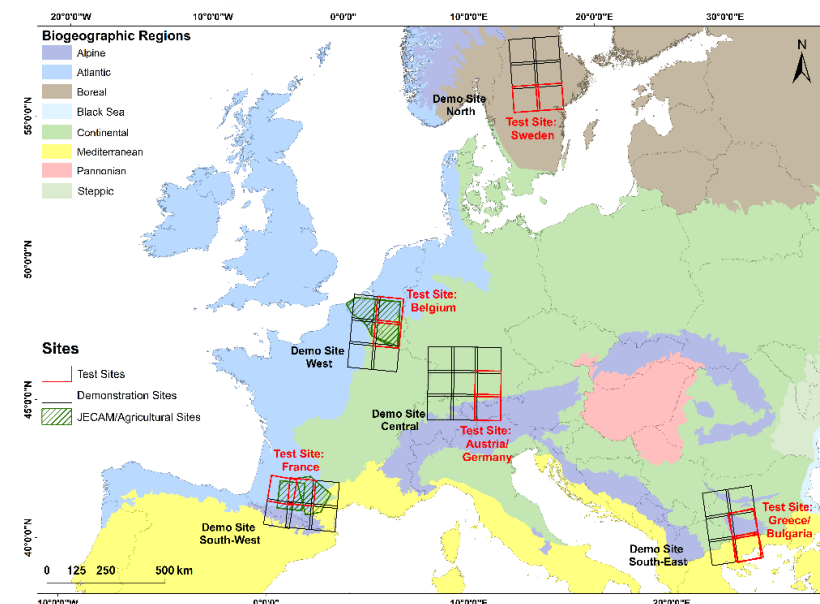 20°0'0"W
10°0'0"W
0°0'0"
10°0'0"E
20°0'0"E
30°0'0"E
Biogeographic Regions
Alpine
Atlantic
Boreal
Black Sea
Continental
Mediterranean
Pannonian
Steppic
N
Demo Site
North
Test Site:
Sweden
55°0'0"N
50°0'0"N
45°0'0"N
40°0'0"N
Test Site:
Belgium
Demo Site
West
Sites
Test Sites
Demonstration Sites
JECAM/Agricultural Sites
Demo Site
Central
Test Site:
Austria/
Germany
Test Site:
France
Demo Site
South-West
Test Site:
Greece/
Bulgaria
Demo Site
South-East
0 125 250 500 km